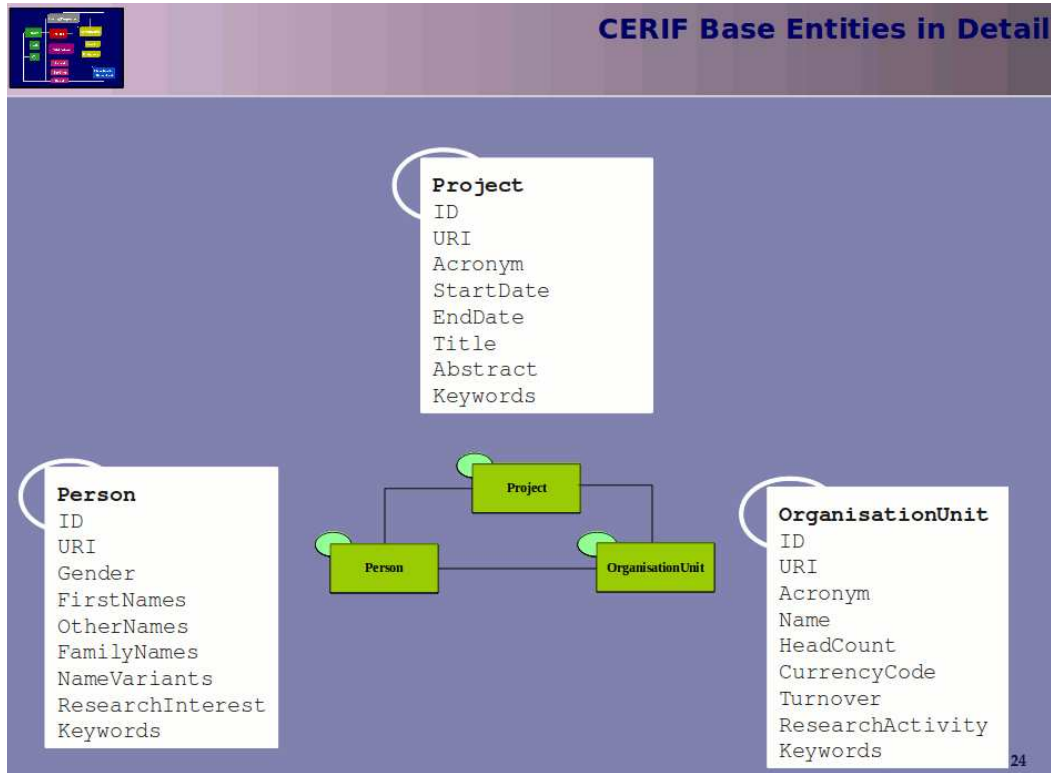 CERIF Base Entities in Detail
Project
ID
URI
Acronym
StartDate
EndDate
Title
Abstract
Keywords
Person
ID
URI
Gender
FirstNames
OtherNames
FamilyNames
NameVariants
ResearchInterest
Keywords
Project
Person
OrganisationUnit
OrganisationUnit
ID
URI
Acronym
Name
HeadCount
CurrencyCode
Turnover
ResearchActivity
Keywords
24